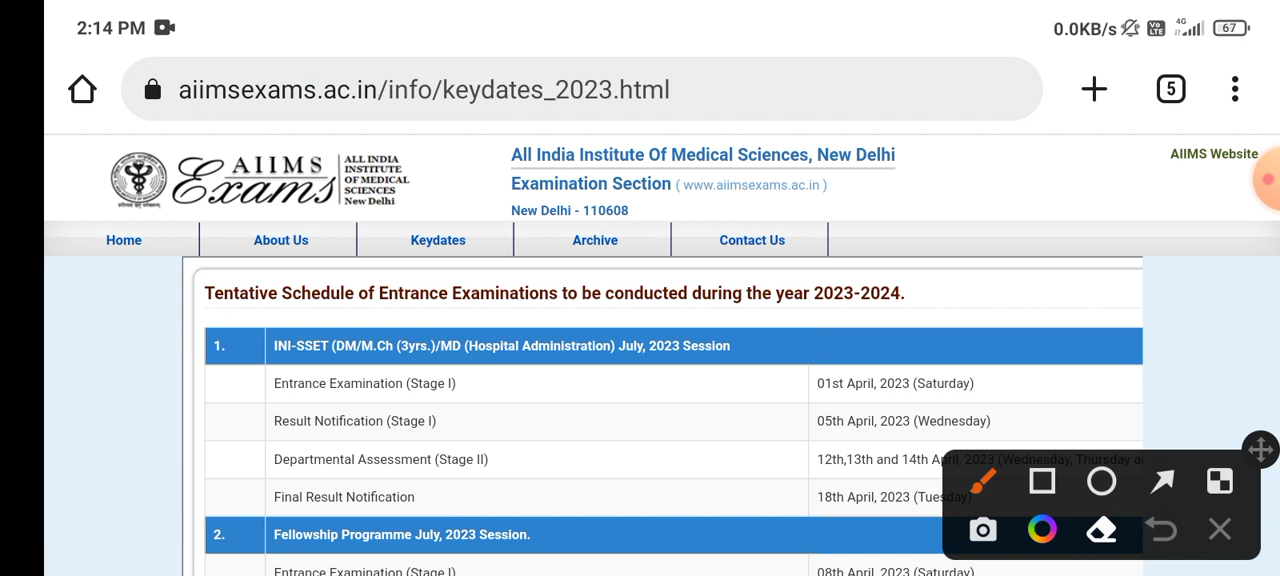 2:14 PM
0.0KB/s Vo LTE 4G 67
aiimsexams.ac.in/info/keydates_2023.html
5
AIIMS
Exams
ALL INDIA
INSTITUTE
OF MEDICAL
SCIENCES
New Delhi
All India Institute Of Medical Sciences, New Delhi
Examination Section ( www.aiimsexams.ac.in )
New Delhi - 110608
AIIMS Website
Home About Us Keydates Archive Contact Us
Tentative Schedule of Entrance Examinations to be conducted during the year 2023-2024.
1. INI-SSET (DM/M.Ch (3yrs.)/MD (Hospital Administration) July, 2023 Session
Entrance Examination (Stage I) 01st April, 2023 (Saturday)
Result Notification (Stage I) 05th April, 2023 (Wednesday)
Departmental Assessment (Stage II) 12th,13th and 14th April, 2023 (Wednesday, Thursday a
Final Result Notification 18th April, 2023 (Tuesday)
2. Fellowship Programme July, 2023 Session.
Entrance Examination (Stage I) 08th April, 2023 (Saturday)